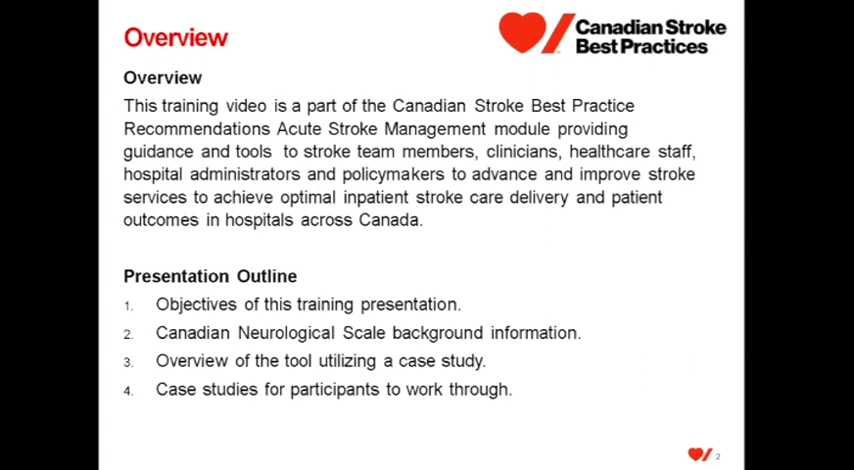 Overview
Canadian Stroke
Best Practices
Overview
This training video is a part of the Canadian Stroke Best Practice
Recommendations Acute Stroke Management module providing
guidance and tools to stroke team members, clinicians, healthcare staff,
hospital administrators and policymakers to advance and improve stroke
services to achieve optimal inpatient stroke care delivery and patient
outcomes in hospitals across Canada.
Presentation Outline
1. Objectives of this training presentation.
2. Canadian Neurological Scale background information.
3. Overview of the tool utilizing a case study.
4. Case studies for participants to work through.
2